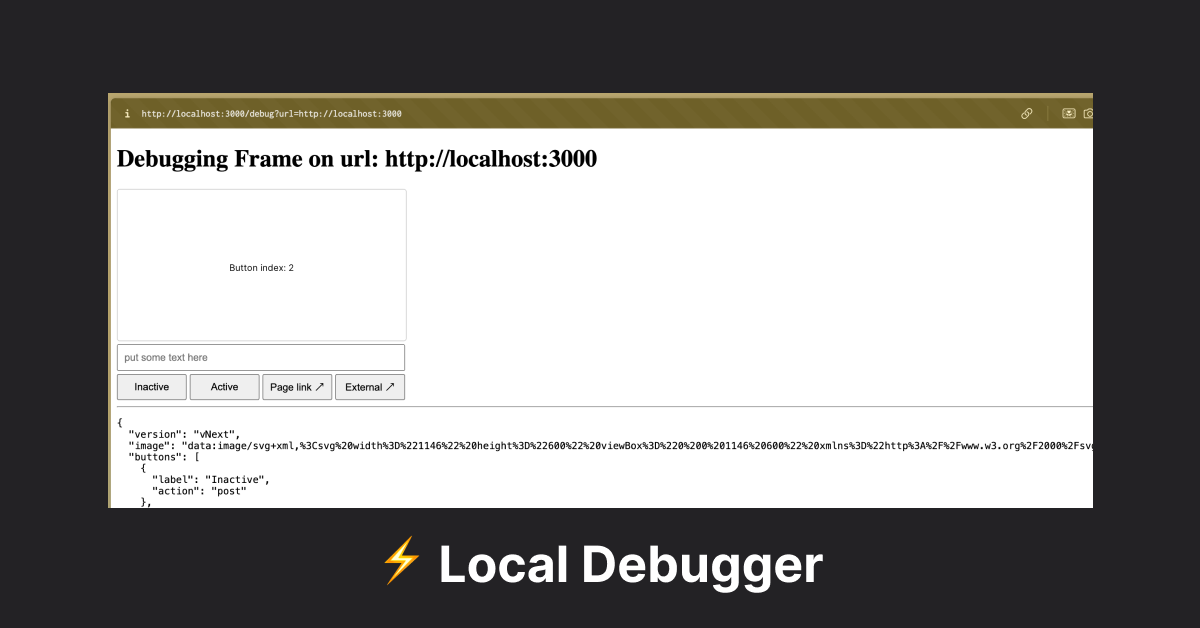 i http://localhost:3000/debug?url=http://localhost:3000
Debugging Frame on url: http://localhost:3000
Button index: 2
put some text here
Inactive Active Page link ↗ External ↗
{
"version": "vNext",
"image": "data:image/svg+xml,%3Csvg%20width%3D%221146%22%20height%3D%22600%22%20viewBox%3D%220%200%201146%20600%22%20xmlns%3D%22http%3A%2F%2Fwww.w3.org%2F2000%2Fsvg
"buttons": [
{
"label": "Inactive",
"action": "post"
},
⚡ Local Debugger